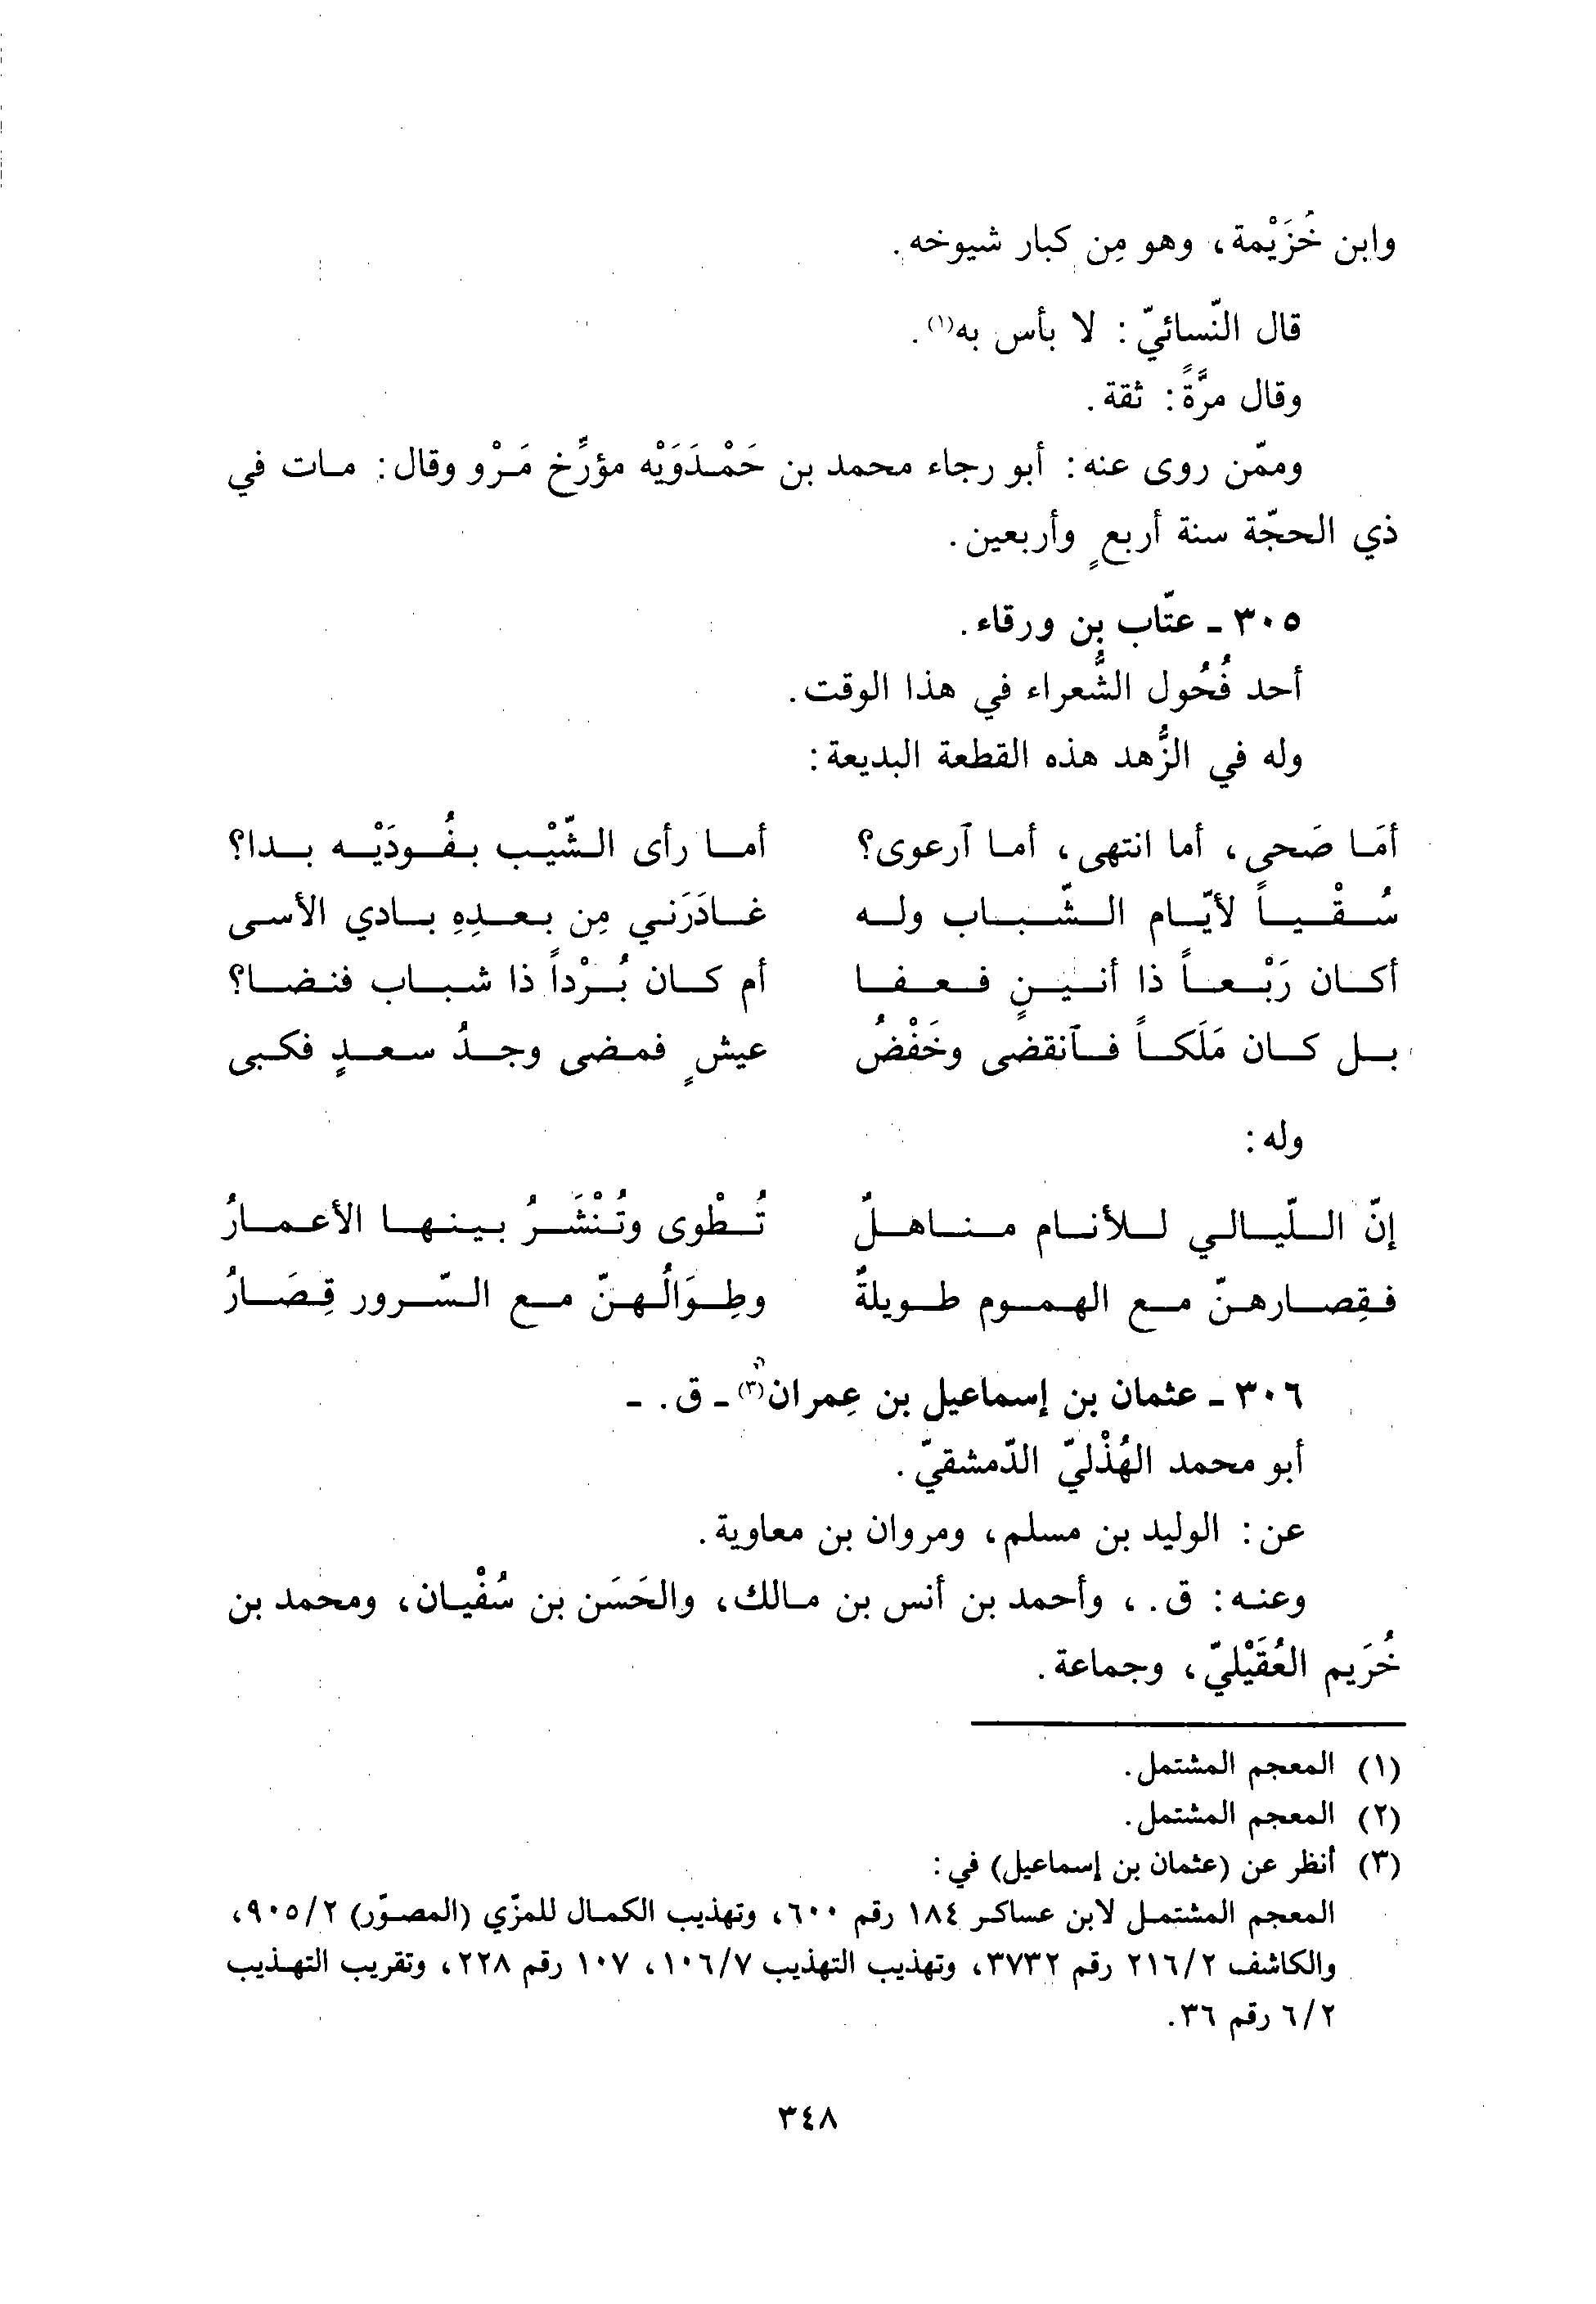 وابن خُزَيْمة، وهو مِن كبار شيوخه.
قال النّسائيّ: لا بأس به(١).
وقال مرَّةً: ثقة.
وممّن روى عنه: أبو رجاء محمد بن حَمْدَوَيْه مؤرِّخ مَرْو وقال: مات في
ذي الحجّة سنة أربعٍ وأربعين.
٣٠٥ ـ عتّاب بن ورقاء.
أحد فُحُول الشُّعراء في هذا الوقت.
وله في الزُّهد هذه القطعة البديعة:
أمَا صَحى، أما انتهى، أما آرعوى؟ أما رأى الشّيْب بفُودَيْه بدا؟
سُقْياً لأيّام الشّباب وله غادَرَني مِن بعدِهِ بادي الأسى
أكان رَبْعاً ذا أنينٍ فعفا أم كان بُرْداً ذا شباب فنضا؟
بل كان مَلَكاً فآنقضى وخَفْضُ عيشٍ فمضى وجدُ سعدٍ فكبى
وله:
إنّ اللّيالي للأنام مناهلٌ تُطْوى وتُنْشَرُ بينها الأعمارُ
فقِصارهنّ مع الهموم طويلةٌ وطِوَالُهنّ مع السّرور قِصَارُ
٣٠٦ ـ عثمان بن إسماعيل بن عِمران(٣) ـ ق. ـ
أبو محمد الهُذْليّ الدّمشقيّ.
عن: الوليد بن مسلم، ومروان بن معاوية.
وعنه: ق.، وأحمد بن أنس بن مالك، والحَسَن بن سُفْيان، ومحمد بن
خُرَيم العُقَيْليّ، وجماعة.
(١) المعجم المشتمل.
(٢) المعجم المشتمل.
(٣) أنظر عن (عثمان بن إسماعيل) في:
المعجم المشتمل لابن عساكر ١٨٤ رقم ٦٠٠، وتهذيب الكمال للمزّي (المصوّر) ٩٠٥/٢،
والكاشف ٢١٦/٢ رقم ٣٧٣٢، وتهذيب التهذيب ١٠٦/٧، ١٠٧ رقم ٢٢٨، وتقريب التهذيب
٦/٢ رقم ٣٦.
٣٤٨